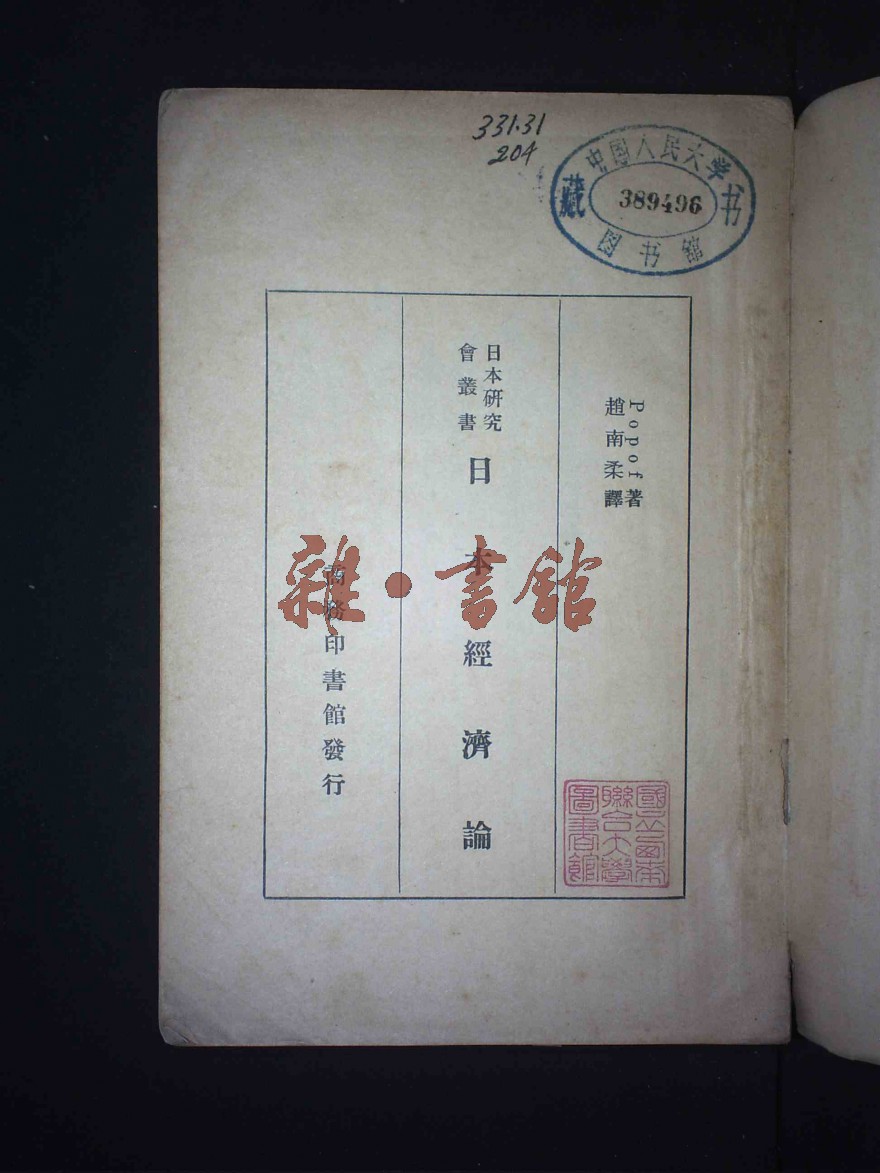 331.31
204
中国人民大学
藏 389496 书
图书馆
Popof著
趙南柔譯
日本研究
會叢書
日本經濟論
商務印書館發行
雜·書館
國立西南
聯合大學
圖書館